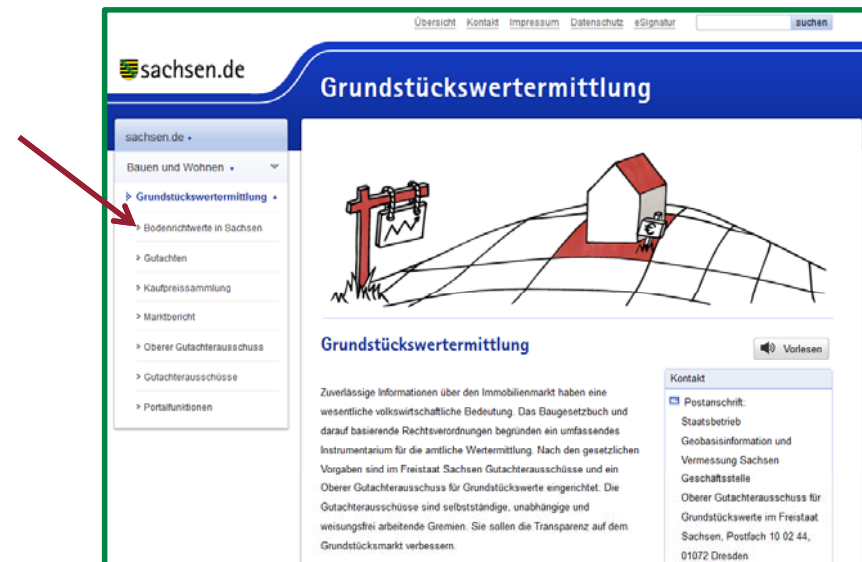 Übersicht Kontakt Impressum Datenschutz eSignatur suchen
sachsen.de
Grundstückswertermittlung
sachsen.de
Bauen und Wohnen
Grundstückswertermittlung
Bodenrichtwerte in Sachsen
Gutachten
Kaufpreissammlung
Marktbericht
Oberer Gutachterausschuss
Gutachterausschüsse
Portalfunktionen
€
Grundstückswertermittlung
Vorlesen
Zuverlässige Informationen über den Immobilienmarkt haben eine
wesentliche volkswirtschaftliche Bedeutung. Das Baugesetzbuch und
darauf basierende Rechtsverordnungen begründen ein umfassendes
Instrumentarium für die amtliche Wertermittlung. Nach den gesetzlichen
Vorgaben sind im Freistaat Sachsen Gutachterausschüsse und ein
Oberer Gutachterausschuss für Grundstückswerte eingerichtet. Die
Gutachterausschüsse sind selbstständige, unabhängige und
weisungsfrei arbeitende Gremien. Sie sollen die Transparenz auf dem
Grundstücksmarkt verbessern.
Kontakt
Postanschrift:
Staatsbetrieb
Geobasisinformation und
Vermessung Sachsen
Geschäftsstelle
Oberer Gutachterausschuss für
Grundstückswerte im Freistaat
Sachsen, Postfach 10 02 44,
01072 Dresden